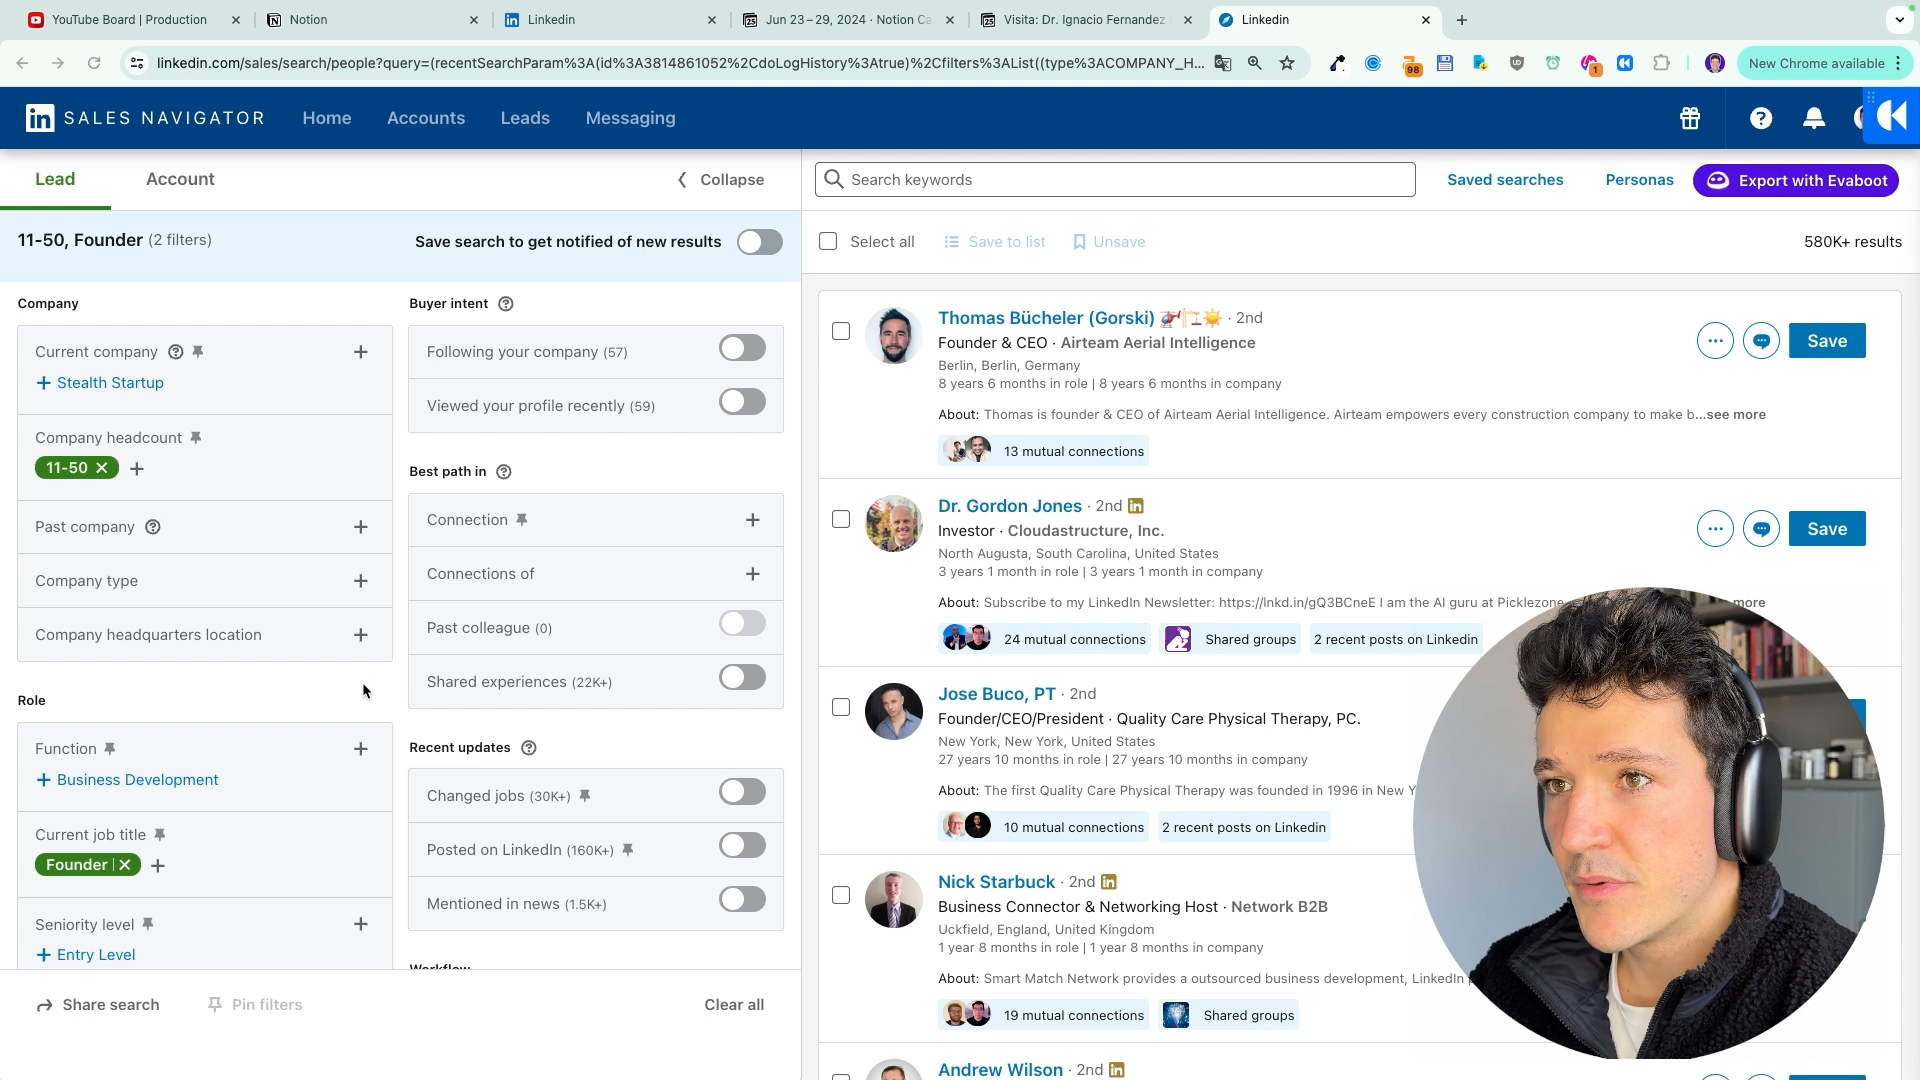 YouTube Board | Production
Notion
Linkedin
Jun 23 – 29, 2024 · Notion Ca
Visita: Dr. Ignacio Fernandez
Linkedin
linkedin.com/sales/search/people?query=(recentSearchParam%3A(id%3A3814861052%2CdoLogHistory%3Atrue)%2Cfilters%3AList((type%3ACOMPANY_H...
98
1
New Chrome available
in SALES NAVIGATOR
Home
Accounts
Leads
Messaging
Lead
Account
Collapse
Search keywords
Saved searches
Personas
Export with Evaboot
11-50, Founder (2 filters)
Save search to get notified of new results
Select all
Save to list
Unsave
580K+ results
Company
Current company
+ Stealth Startup
Company headcount
11-50
Past company
Company type
Company headquarters location
Role
Function
+ Business Development
Current job title
Founder
Seniority level
+ Entry Level
Buyer intent
Following your company (57)
Viewed your profile recently (59)
Best path in
Connection
Connections of
Past colleague (0)
Shared experiences (22K+)
Recent updates
Changed jobs (30K+)
Posted on LinkedIn (160K+)
Mentioned in news (1.5K+)
Workflow
Share search
Pin filters
Clear all
Thomas Bücheler (Gorski) 🚁🏗️☀️ · 2nd
Founder & CEO · Airteam Aerial Intelligence
Berlin, Berlin, Germany
8 years 6 months in role | 8 years 6 months in company
About: Thomas is founder & CEO of Airteam Aerial Intelligence. Airteam empowers every construction company to make b...see more
13 mutual connections
Save
Dr. Gordon Jones · 2nd in
Investor · Cloudastructure, Inc.
North Augusta, South Carolina, United States
3 years 1 month in role | 3 years 1 month in company
About: Subscribe to my LinkedIn Newsletter: https://lnkd.in/gQ3BCneE I am the AI guru at Picklezone
more
24 mutual connections
Shared groups
2 recent posts on Linkedin
Save
Jose Buco, PT · 2nd
Founder/CEO/President · Quality Care Physical Therapy, PC.
New York, New York, United States
27 years 10 months in role | 27 years 10 months in company
About: The first Quality Care Physical Therapy was founded in 1996 in New Y
10 mutual connections
2 recent posts on Linkedin
Nick Starbuck · 2nd in
Business Connector & Networking Host · Network B2B
Uckfield, England, United Kingdom
1 year 8 months in role | 1 year 8 months in company
About: Smart Match Network provides a outsourced business development, LinkedIn
19 mutual connections
Shared groups
Andrew Wilson · 2nd in